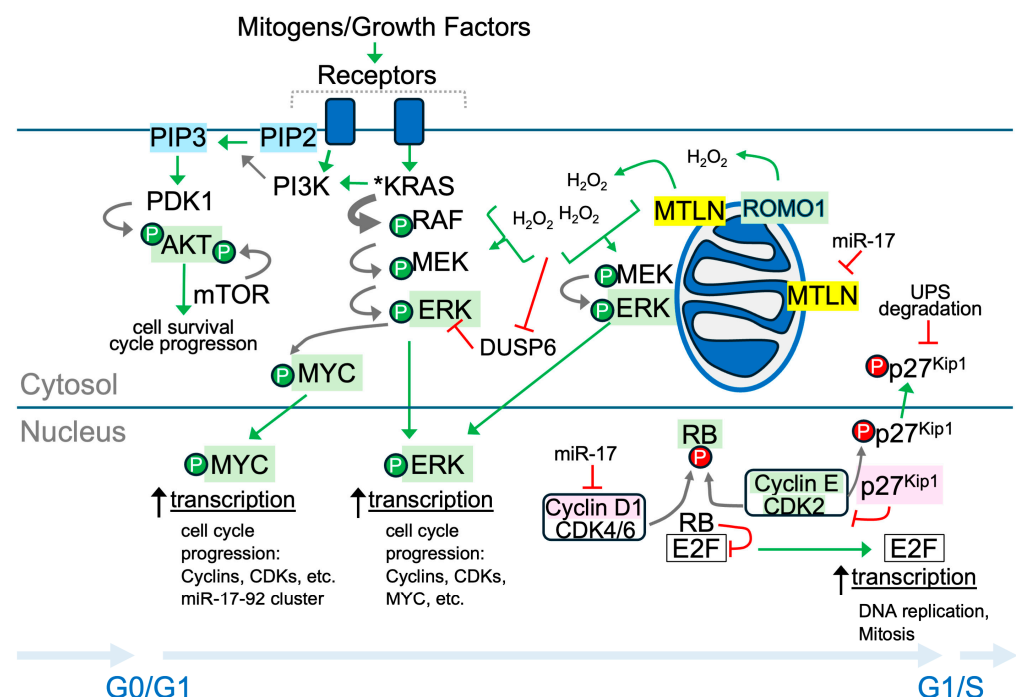 Mitogens/Growth Factors
Receptors
PIP3
PIP2
PDK1
PI3K
*KRAS
P
AKT
P
mTOR
cell survival
cycle progresson
P
RAF
P
MEK
P
ERK
P
MYC
DUSP6
H2O2
H2O2
H2O2
H2O2
MTLN
ROMO1
miR-17
MTLN
P
MEK
P
ERK
UPS
degradation
P
p27Kip1
Cytosol
Nucleus
P
MYC
transcription
cell cycle
progression:
Cyclins, CDKs, etc.
miR-17-92 cluster
P
ERK
transcription
cell cycle
progression:
Cyclins, CDKs,
MYC, etc.
miR-17
Cyclin D1
CDK4/6
RB
P
RB
E2F
Cyclin E
CDK2
P
p27Kip1
p27Kip1
E2F
transcription
DNA replication,
Mitosis
G0/G1
G1/S